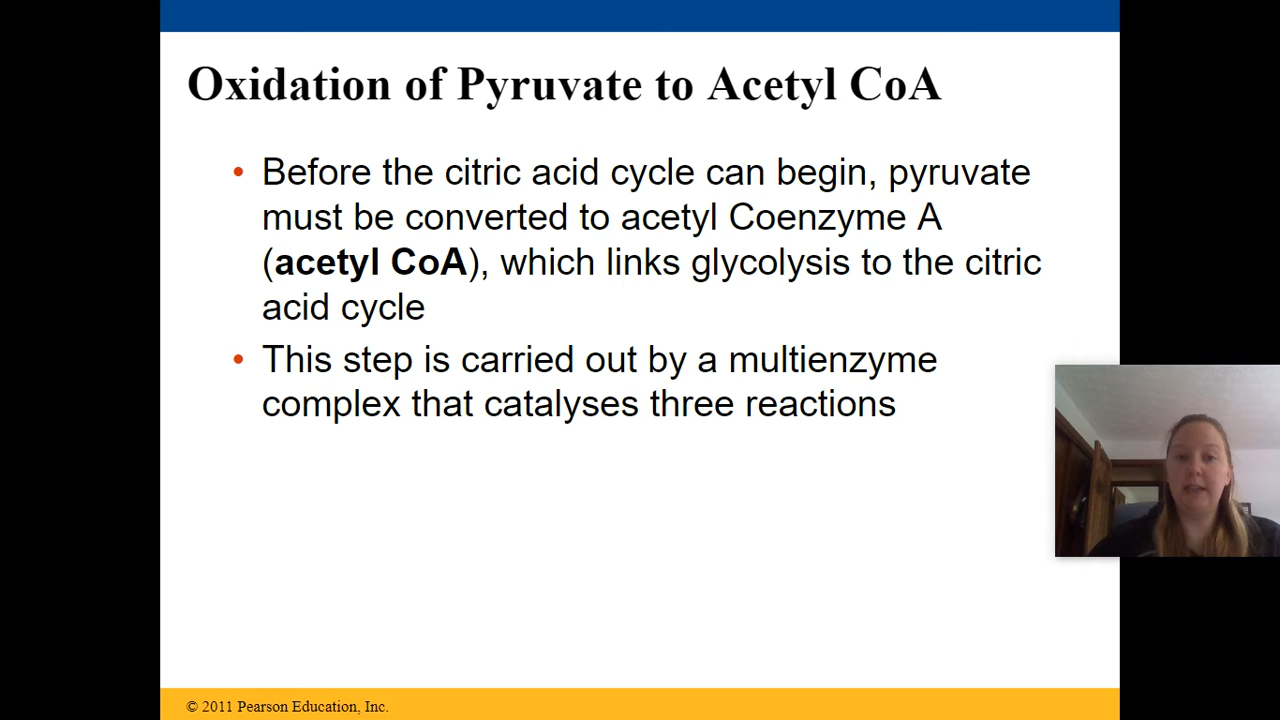 Oxidation of Pyruvate to Acetyl CoA
• Before the citric acid cycle can begin, pyruvate
must be converted to acetyl Coenzyme A
(acetyl CoA), which links glycolysis to the citric
acid cycle
• This step is carried out by a multienzyme
complex that catalyses three reactions
© 2011 Pearson Education, Inc.